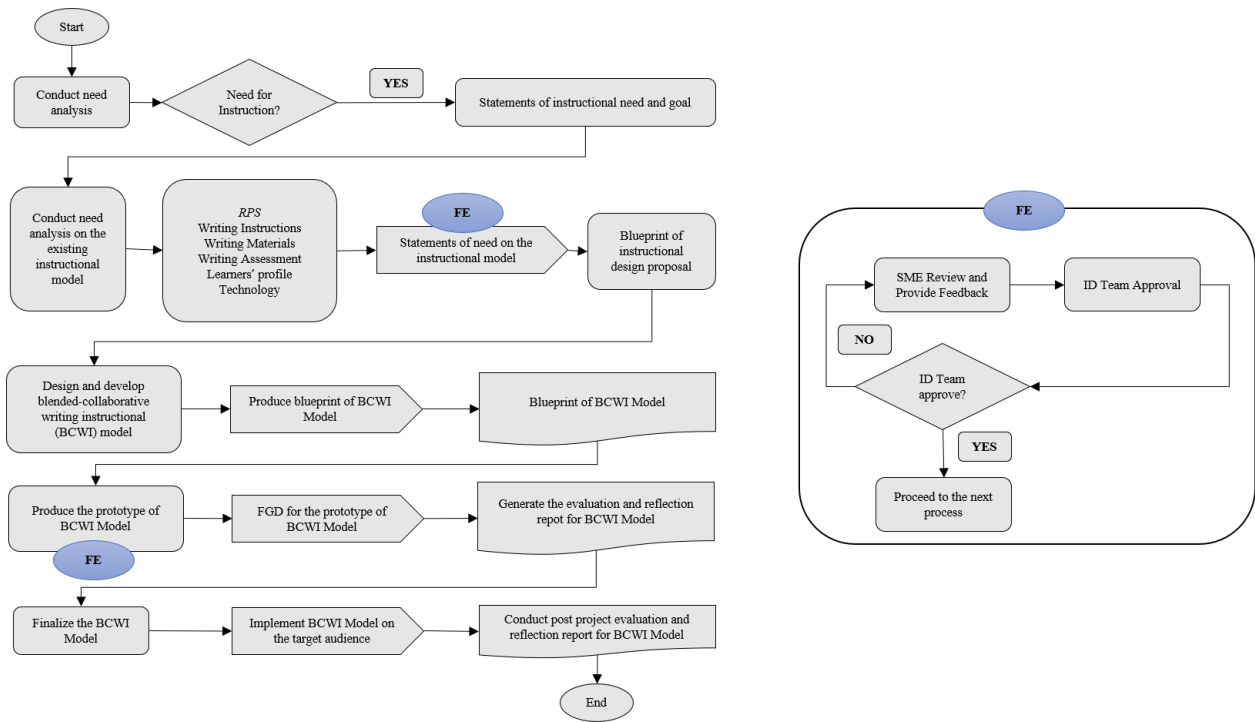 Start
Conduct need
analysis
Need for
Instruction?
YES
Statements of instructional need and goal
Conduct need
analysis on the
existing
instructional
model
RPS
Writing Instructions
Writing Materials
Writing Assessment
Learners' profile
Technology
FE
Statements of need on the
instructional model
Blueprint of
instructional
design proposal
Design and develop
blended-collaborative
writing instructional
(BCWI) model
Produce blueprint of BCWI
Model
Blueprint of BCWI Model
Produce the prototype of
BCWI Model
FE
FGD for the prototype of
BCWI Model
Generate the evaluation and reflection
repot for BCWI Model
Finalize the BCWI
Model
Implement BCWI Model on
the target audience
Conduct post project evaluation and
reflection report for BCWI Model
End
FE
SME Review and
Provide Feedback
ID Team Approval
NO
ID Team
approve?
YES
Proceed to the next
process